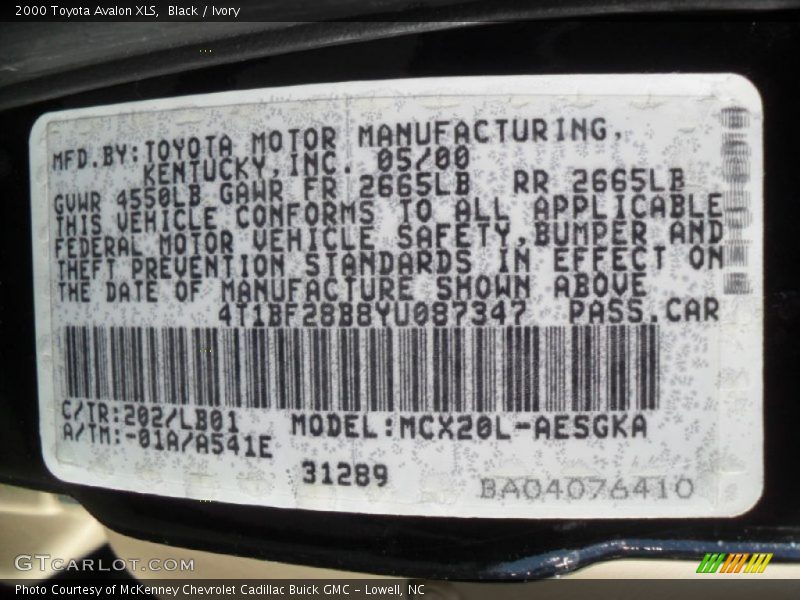 2000 Toyota Avalon XLS, Black / Ivory
MFD.BY:TOYOTA MOTOR MANUFACTURING,
KENTUCKY,INC. 05/00
GVWR 4550LB GAWR FR 2665LB RR 2665LB
THIS VEHICLE CONFORMS TO ALL APPLICABLE
FEDERAL MOTOR VEHICLE SAFETY,BUMPER AND
THEFT PREVENTION STANDARDS IN EFFECT ON
THE DATE OF MANUFACTURE SHOWN ABOVE
4T1BF28B8YU087347 PASS.CAR
C/TR:202/LB01 MODEL:MCX20L-AESGKA
A/TM:-01A/A541E
31289
BA04076410
GTcarlot.com
Photo Courtesy of McKenney Chevrolet Cadillac Buick GMC - Lowell, NC